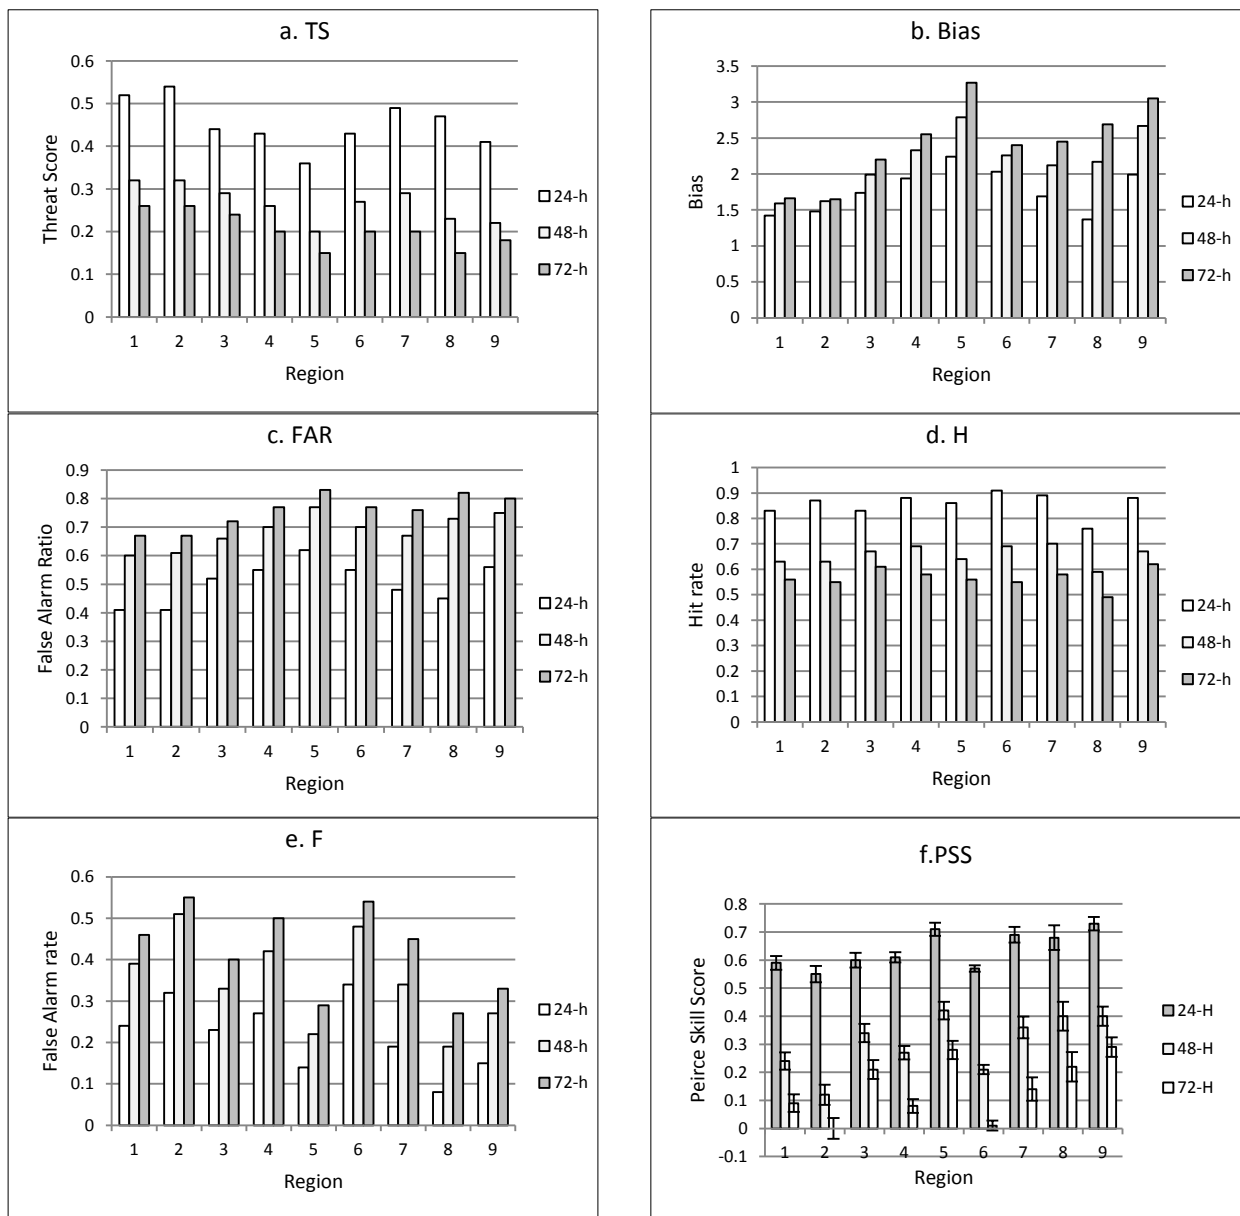 a. TS
Threat Score
0.6
0.5
0.4
0.3
0.2
0.1
0
1 2 3 4 5 6 7 8 9
Region
24-h
48-h
72-h
b. Bias
Bias
3.5
3
2.5
2
1.5
1
0.5
0
1 2 3 4 5 6 7 8 9
Region
24-h
48-h
72-h
c. FAR
False Alarm Ratio
0.9
0.8
0.7
0.6
0.5
0.4
0.3
0.2
0.1
0
1 2 3 4 5 6 7 8 9
Region
24-h
48-h
72-h
d. H
Hit rate
1
0.9
0.8
0.7
0.6
0.5
0.4
0.3
0.2
0.1
0
1 2 3 4 5 6 7 8 9
Region
24-h
48-h
72-h
e. F
False Alarm rate
0.6
0.5
0.4
0.3
0.2
0.1
0
1 2 3 4 5 6 7 8 9
Region
24-h
48-h
72-h
f.PSS
Peirce Skill Score
0.8
0.7
0.6
0.5
0.4
0.3
0.2
0.1
0
-0.1
1 2 3 4 5 6 7 8 9
Region
24-H
48-H
72-H